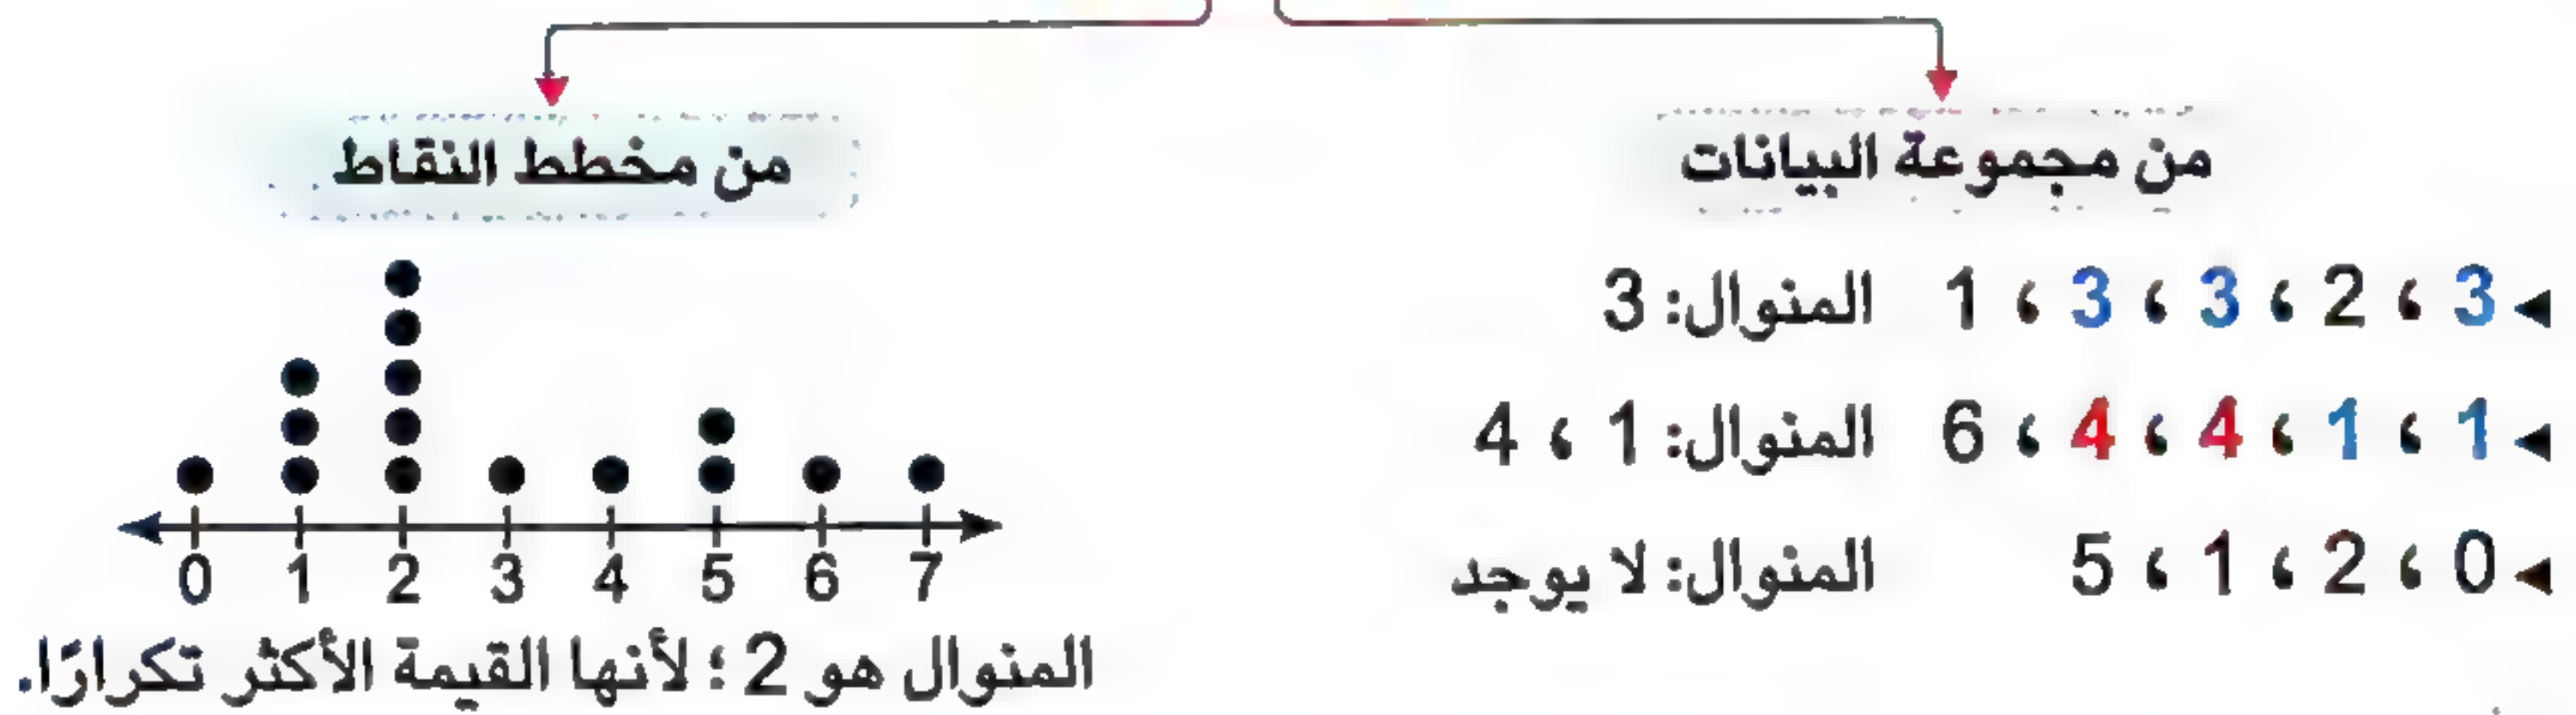 من مجموعة البيانات
3 ، 2 ، 3 ، 3 ، 1 المنوال: 3
1 ، 1 ، 4 ، 4 ، 6 المنوال: 1 ، 4
0 ، 2 ، 1 ، 5 المنوال: لا يوجد
من مخطط النقاط
0 1 2 3 4 5 6 7
المنوال هو 2 ؛ لأنها القيمة الأكثر تكرارًا.